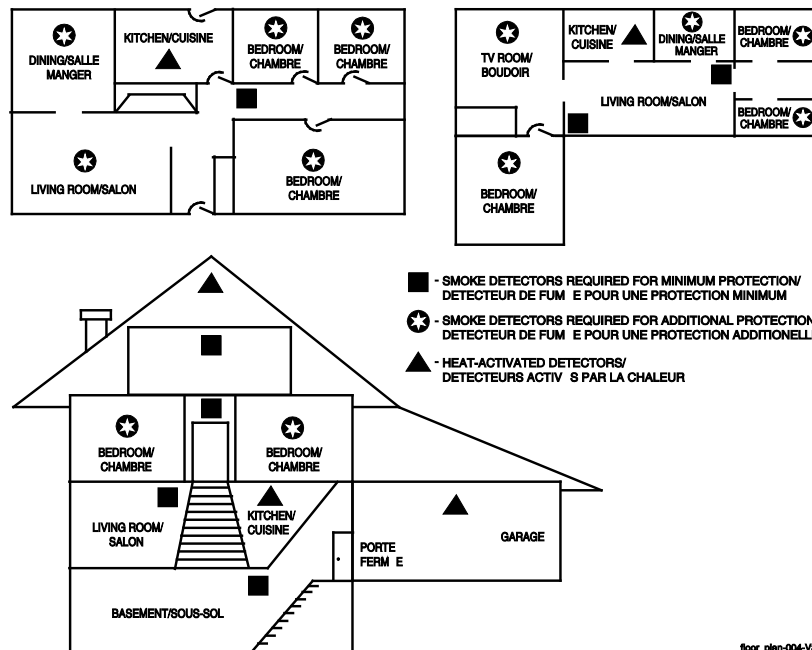 KITCHEN/CUISINE
DINING/SALLE
MANGER
BEDROOM/
CHAMBRE
BEDROOM/
CHAMBRE
LIVING ROOM/SALON
BEDROOM/
CHAMBRE
TV ROOM/
BOUDOIR
KITCHEN/
CUISINE
DINING/SALLE
MANGER
BEDROOM/
CHAMBRE
LIVING ROOM/SALON
BEDROOM/
CHAMBRE
BEDROOM/
CHAMBRE
- SMOKE DETECTORS REQUIRED FOR MINIMUM PROTECTION/
DETECTEUR DE FUM E POUR UNE PROTECTION MINIMUM
- SMOKE DETECTORS REQUIRED FOR ADDITIONAL PROTECTION
DETECTEUR DE FUM E POUR UNE PROTECTION ADDITIONELLE
- HEAT-ACTIVATED DETECTORS/
DETECTEURS ACTIV S PAR LA CHALEUR
BEDROOM/
CHAMBRE
BEDROOM/
CHAMBRE
LIVING ROOM/
SALON
KITCHEN/
CUISINE
PORTE
FERM E
GARAGE
BASEMENT/SOUS-SOL
floor_plan-004-V